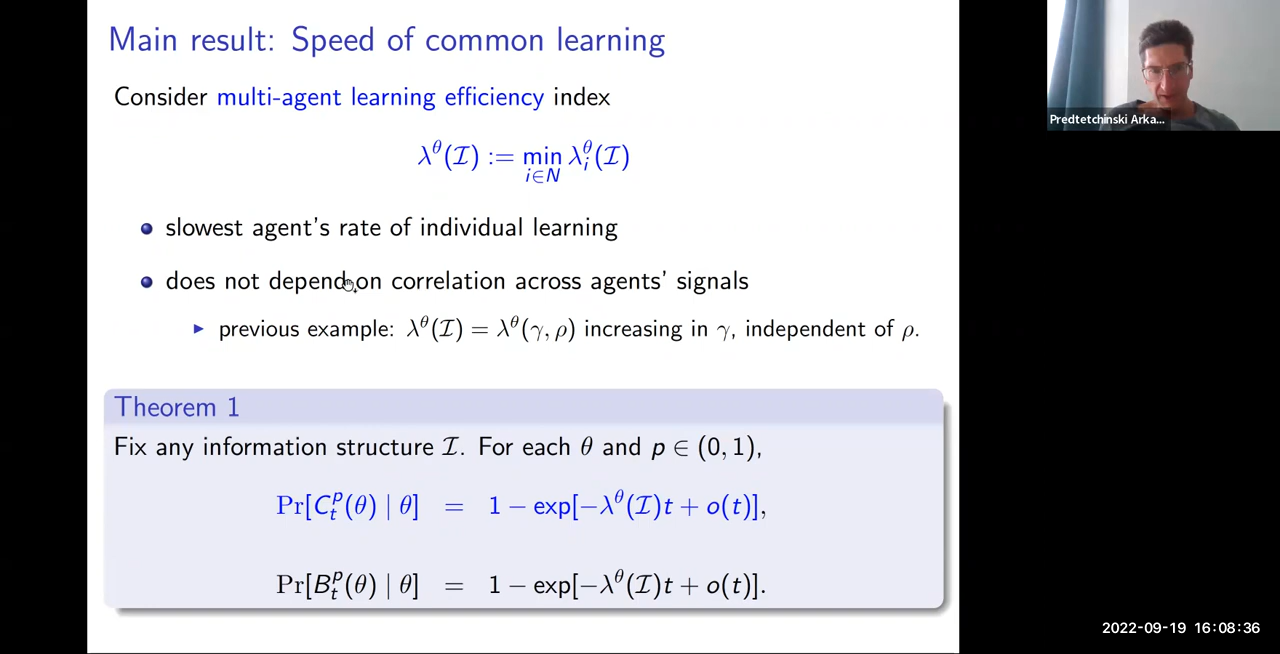 Main result: Speed of common learning
Consider multi-agent learning efficiency index
λ^θ(ℐ) := min_{i∈N} λ_i^θ(ℐ)
slowest agent's rate of individual learning
does not depend on correlation across agents' signals
previous example: λ^θ(ℐ) = λ^θ(γ, ρ) increasing in γ, independent of ρ.
Theorem 1
Fix any information structure ℐ. For each θ and p ∈ (0, 1),
Pr[C_t^p(θ) | θ] = 1 − exp[−λ^θ(ℐ)t + o(t)],
Pr[B_t^p(θ) | θ] = 1 − exp[−λ^θ(ℐ)t + o(t)].
Predtetchinski Arka...
2022-09-19 16:08:36